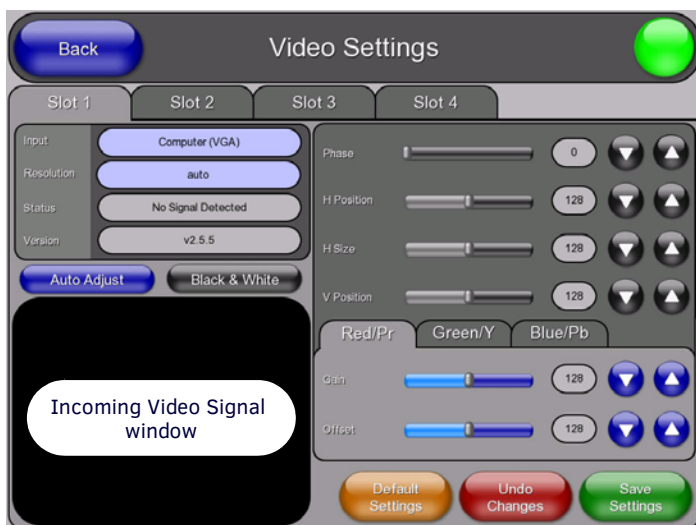 Back
Video Settings
Slot 1
Slot 2
Slot 3
Slot 4
Input
Computer (VGA)
Resolution
auto
Status
No Signal Detected
Version
v2.5.5
Auto Adjust
Black & White
Incoming Video Signal
window
Phase
0
H Position
128
H Size
128
V Position
128
Red/Pr
Green/Y
Blue/Pb
Gain
128
Offset
128
Default
Settings
Undo
Changes
Save
Settings